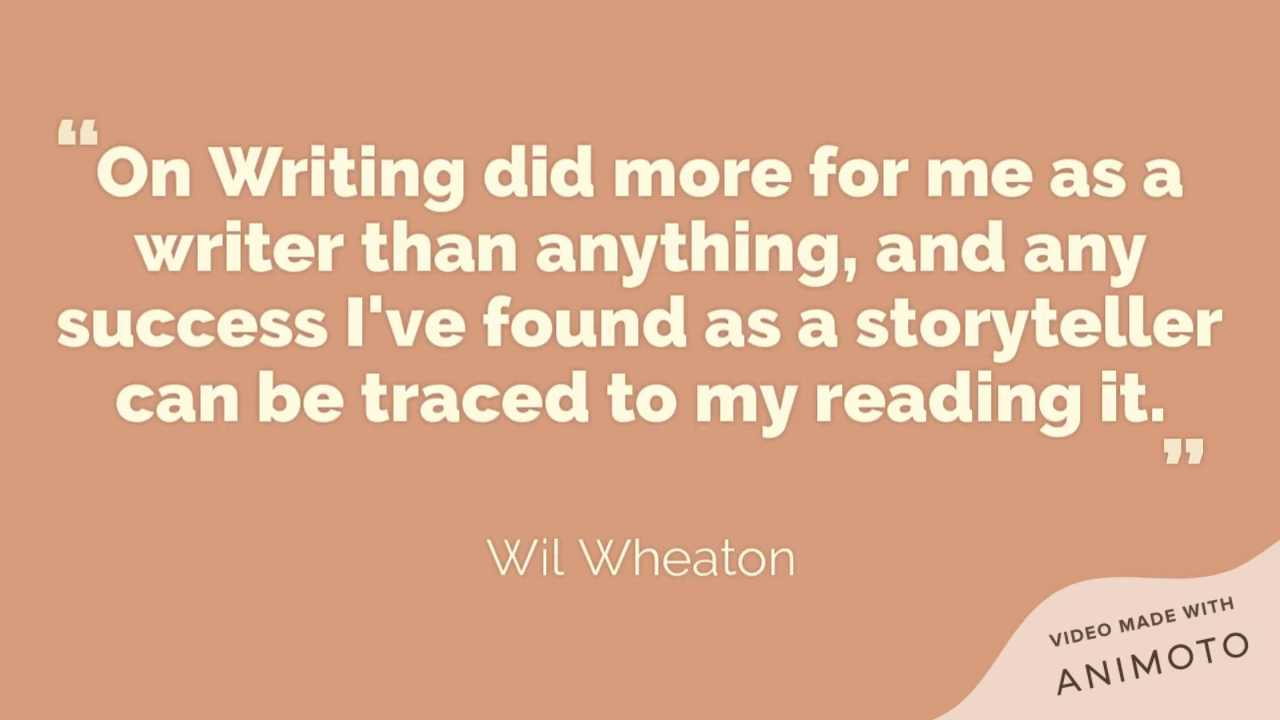 “On Writing did more for me as a
writer than anything, and any
success I've found as a storyteller
can be traced to my reading it.
”
Wil Wheaton
VIDEO MADE WITH
ANIMOTO